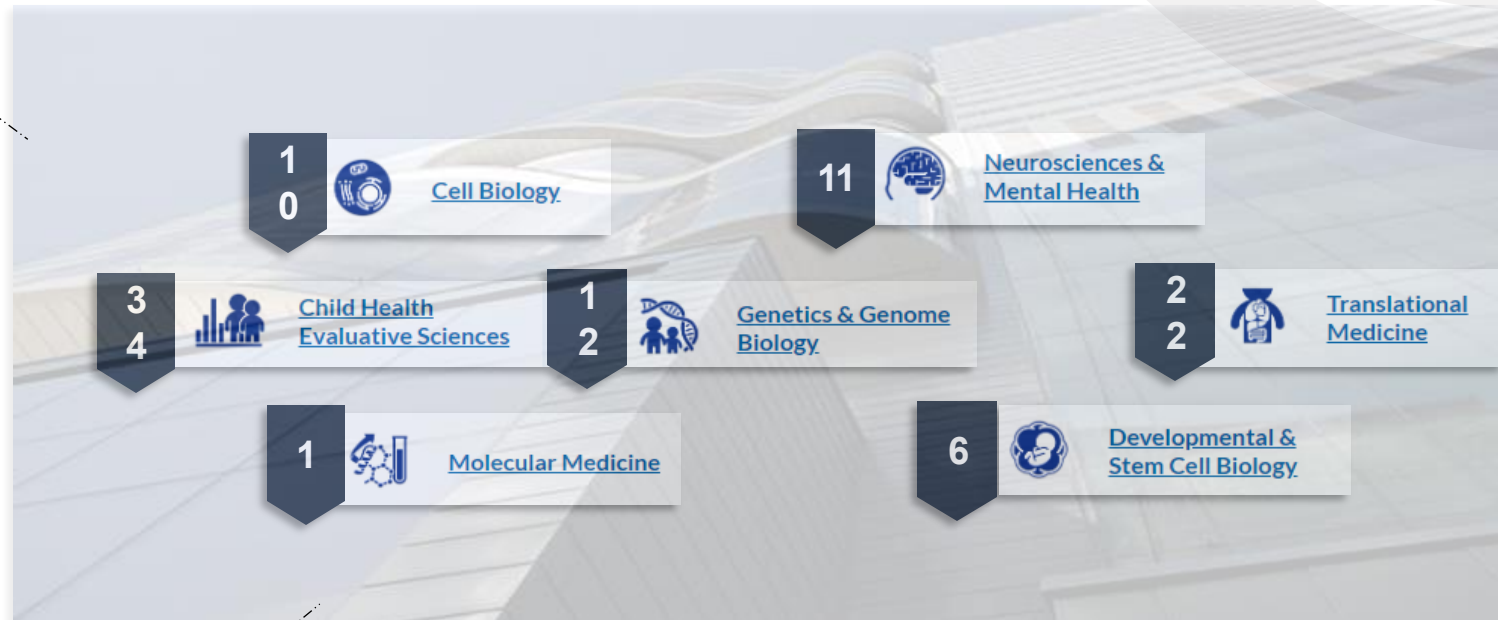 1
0
Cell Biology
11
Neurosciences &
Mental Health
3
4
Child Health
Evaluative Sciences
1
2
Genetics & Genome
Biology
2
2
Translational
Medicine
1
Molecular Medicine
6
Developmental &
Stem Cell Biology